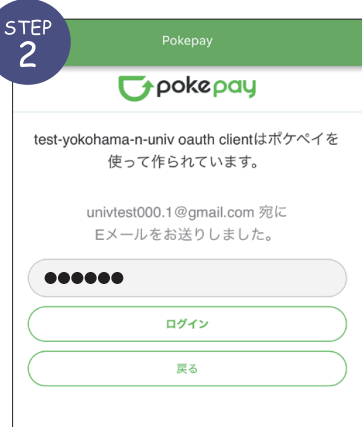 STEP
2
Pokepay
pokepay
test-yokohama-n-univ oauth clientはポケペイを
使って作られています。
univtest000.1@gmail.com 宛に
Eメールをお送りしました。
●●●●●●
ログイン
戻る